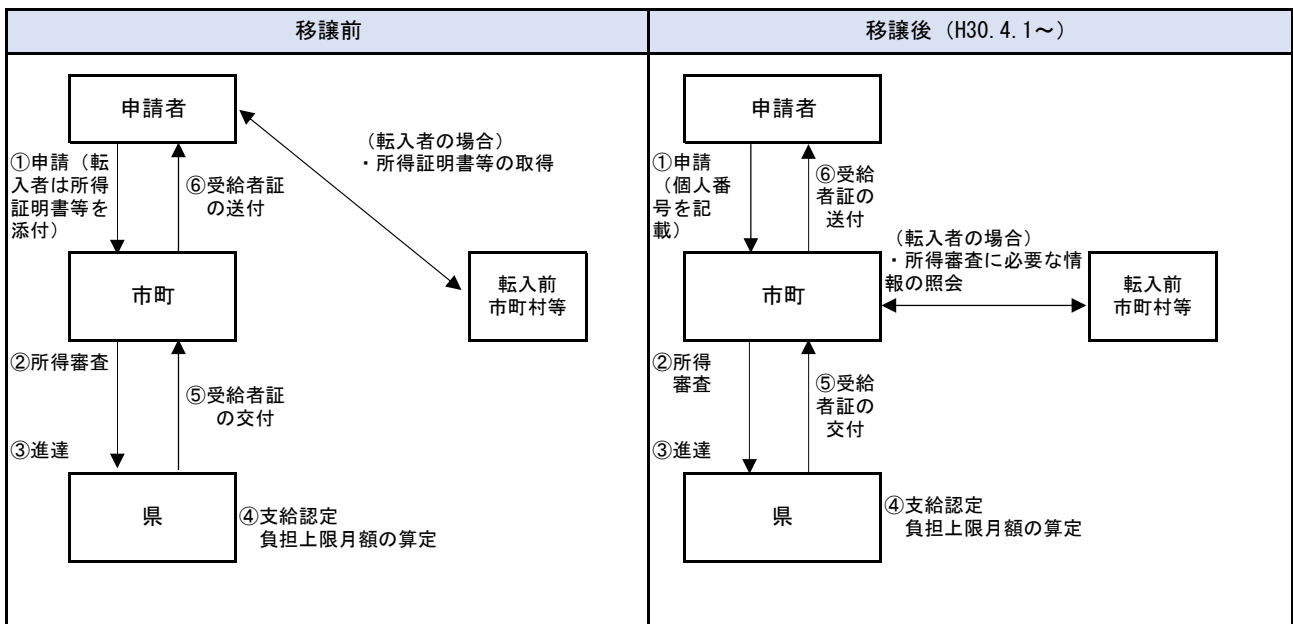 移譲前
申請者
①申請（転
入者は所得
証明書等を
添付）
⑥受給者証
の送付
（転入者の場合）
・所得証明書等の取得
市町
転入前
市町村等
②所得審査
⑤受給者証
の交付
③進達
県
④支給認定
負担上限月額の算定
移譲後（H30.4.1～）
申請者
①申請
（個人番
号を記
載）
⑥受給
者証の
送付
（転入者の場合）
・所得審査に必要な情
報の照会
市町
転入前
市町村等
②所得
審査
⑤受給
者証の
交付
③進達
県
④支給認定
負担上限月額の算定